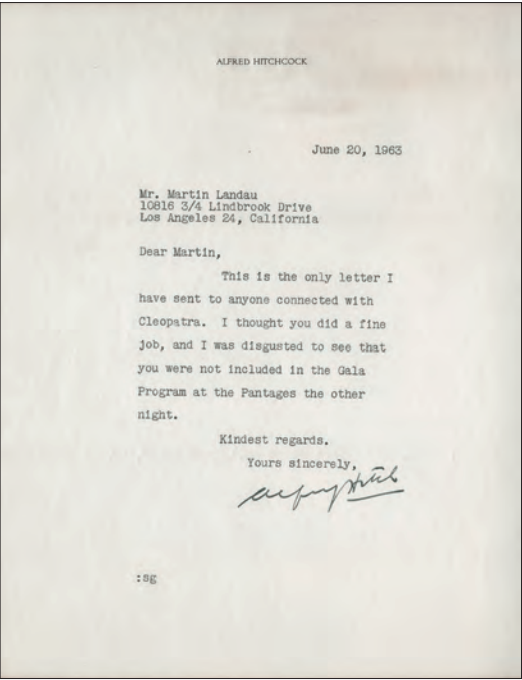 ALFRED HITCHCOCK
June 20, 1963
Mr. Martin Landau
10816 3/4 Lindbrook Drive
Los Angeles 24, California
Dear Martin,
This is the only letter I
have sent to anyone connected with
Cleopatra. I thought you did a fine
job, and I was disgusted to see that
you were not included in the Gala
Program at the Pantages the other
night.
Kindest regards.
Yours sincerely,
Alfred Hitch
:sg